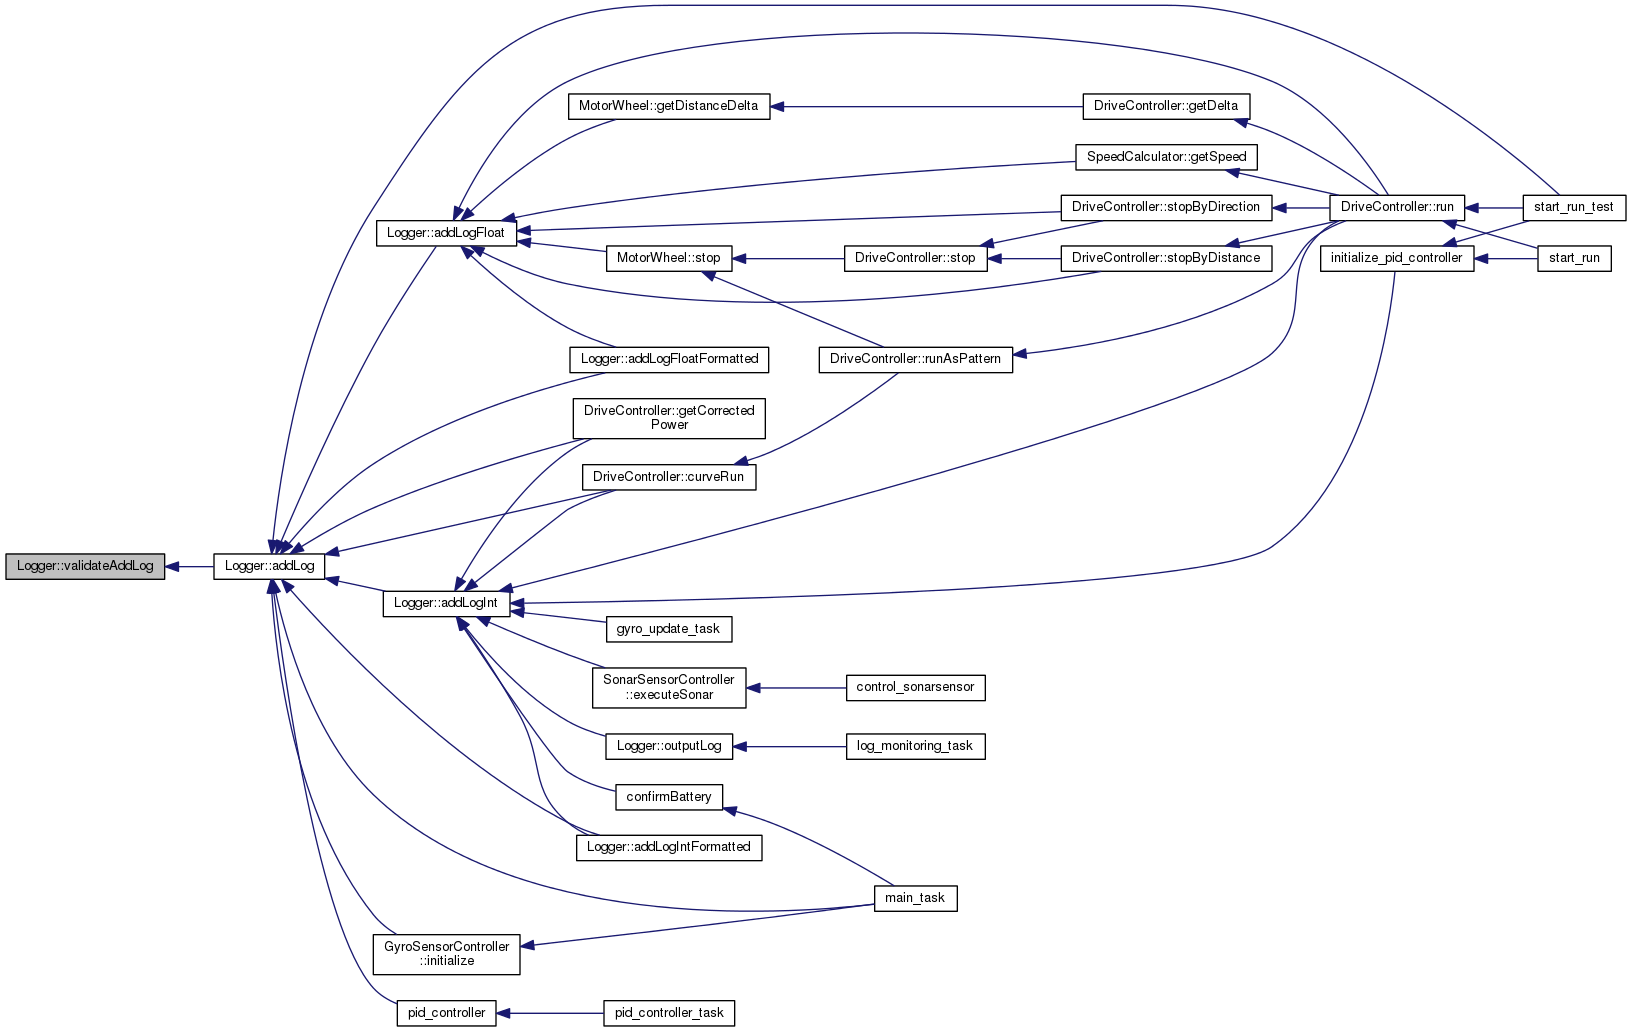 MotorWheel::getDistanceDelta
DriveController::getDelta
SpeedCalculator::getSpeed
Logger::addLogFloat
DriveController::stopByDirection
DriveController::run
start_run_test
MotorWheel::stop
DriveController::stop
DriveController::stopByDistance
initialize_pid_controller
start_run
Logger::addLogFloatFormatted
DriveController::runAsPattern
DriveController::getCorrected
Power
DriveController::curveRun
Logger::validateAddLog
Logger::addLog
Logger::addLogInt
gyro_update_task
SonarSensorController
::executeSonar
control_sonarsensor
Logger::outputLog
log_monitoring_task
confirmBattery
Logger::addLogIntFormatted
main_task
GyroSensorController
::initialize
pid_controller
pid_controller_task